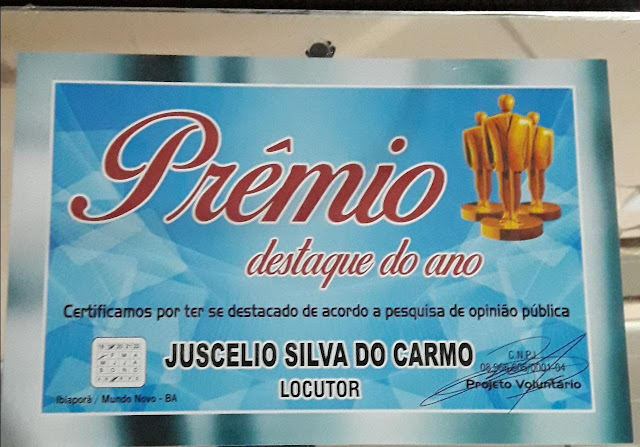 Prêmio
destaque do ano
Certificamos por ter se destacado de acordo a pesquisa de opinião pública
JUSCELIO SILVA DO CARMO
LOCUTOR
Ibiaporã / Mundo Novo - BA
C.N.P.J.
Projeto Voluntário